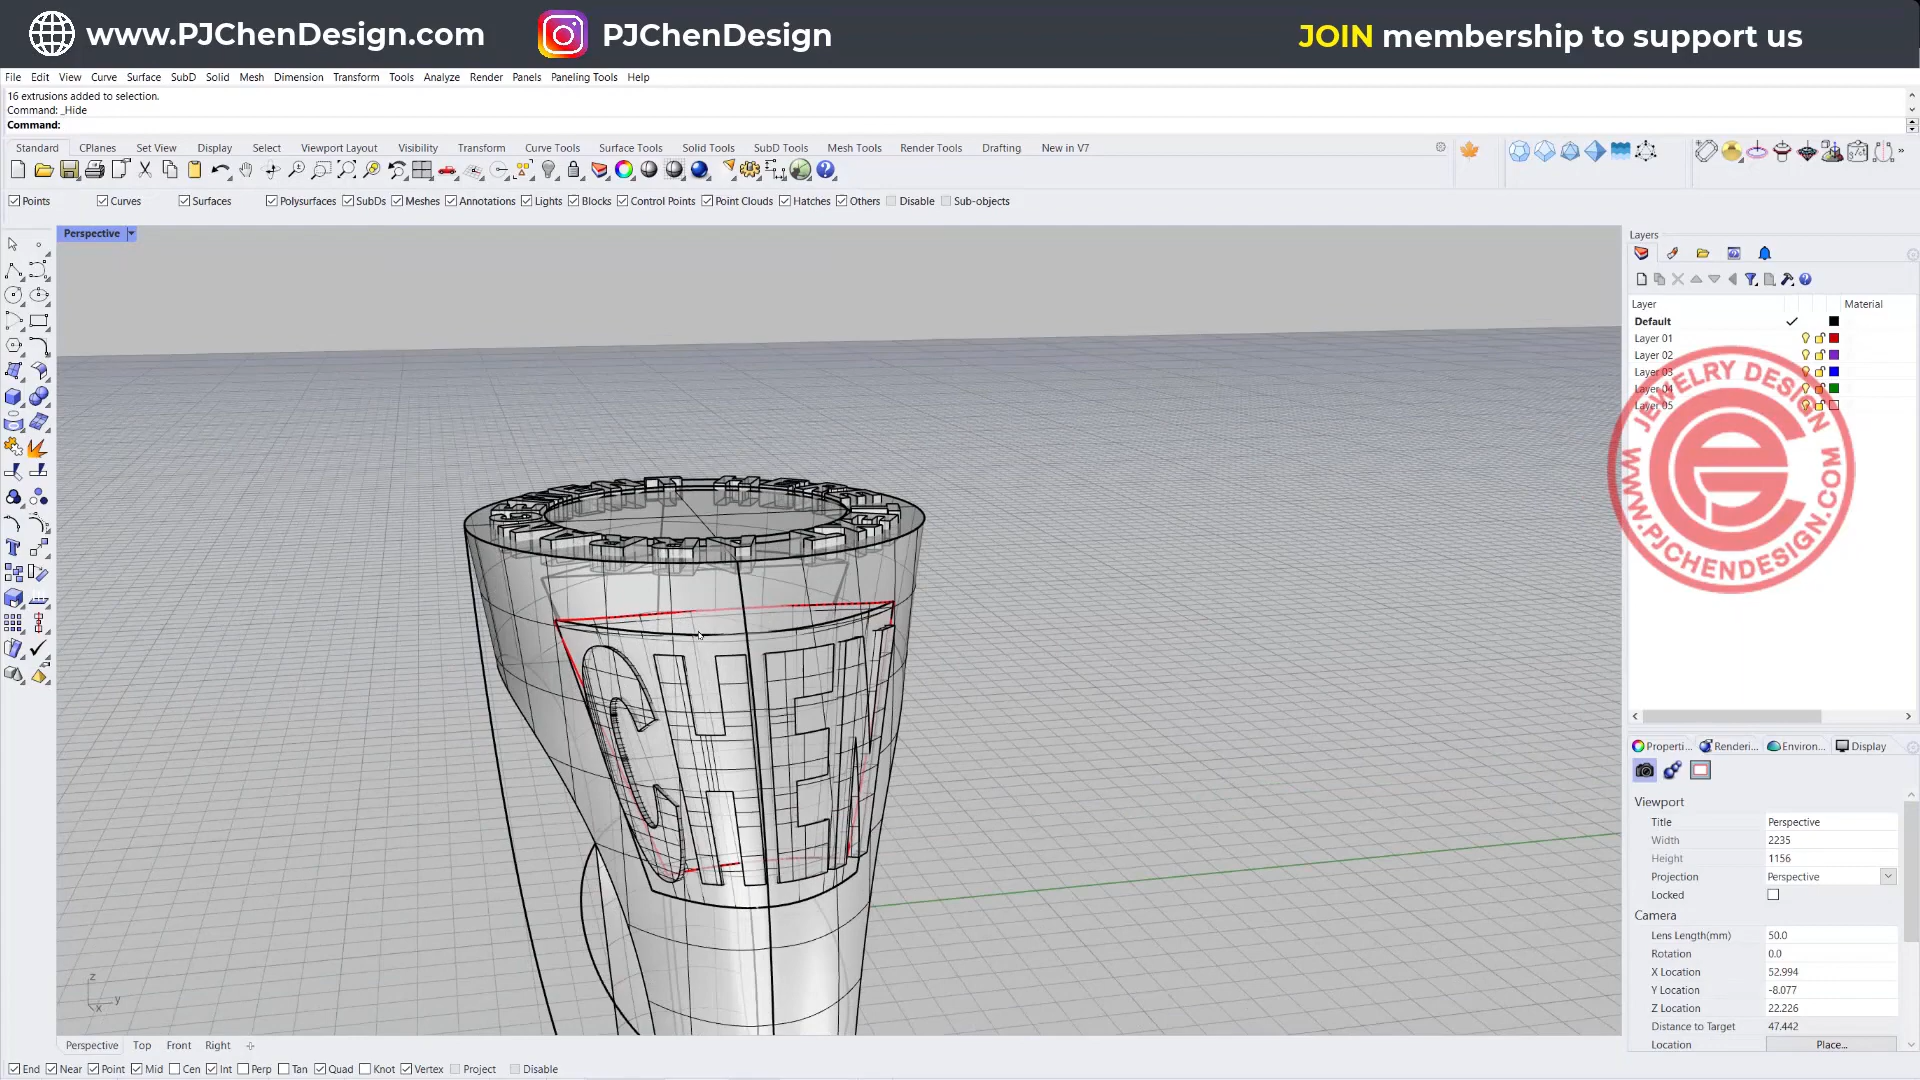 www.PJChenDesign.com PJChenDesign JOIN membership to support us
File Edit View Curve Surface SubD Solid Mesh Dimension Transform Tools Analyze Render Panels Paneling Tools Help
16 extrusions added to selection.
Command: _Hide
Command:
Standard CPlanes Set View Display Select Viewport Layout Visibility Transform Curve Tools Surface Tools Solid Tools SubD Tools Mesh Tools Render Tools Drafting New in V7
Points Curves Surfaces Polysurfaces SubDs Meshes Annotations Lights Blocks Control Points Point Clouds Hatches Others Disable Sub-objects
Perspective
Layers
Layer Material
Default
Layer 01
Layer 02
Layer 03
Layer 04
Layer 05
JEWELRY DESIGN
WWW.PJCHENDESIGN.COM
CHEN
Properti... Renderi... Environ... Display
Viewport
Title Perspective
Width 2235
Height 1156
Projection Perspective
Locked
Camera
Lens Length(mm) 50.0
Rotation 0.0
X Location 52.994
Y Location -8.077
Z Location 22.226
Distance to Target 47.442
Location Place...
z
y
x
Perspective Top Front Right
End Near Point Mid Cen Int Perp Tan Quad Knot Vertex Project Disable